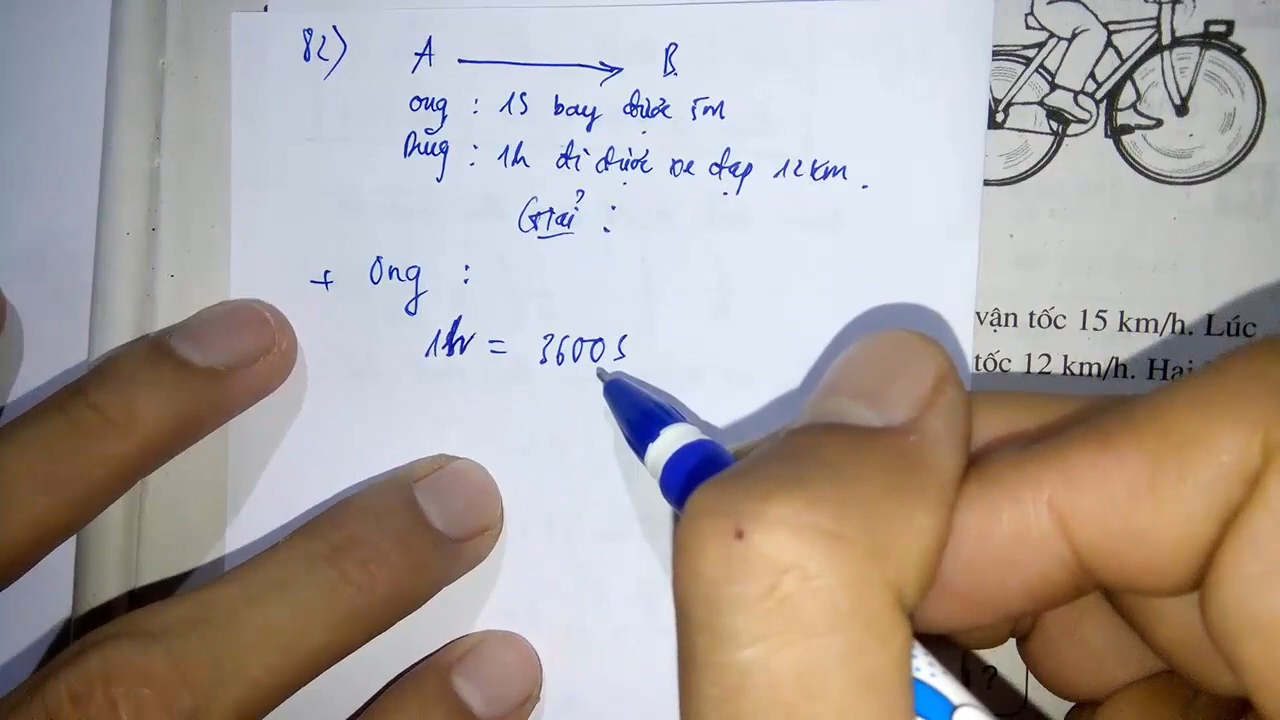 82) A → B.
ong : 1S bay được 5m
Dũng : 1h đi được xe đạp 12km.
Giải :
+ Ong :
1h = 3600s
vận tốc 15 km/h. Lúc
tốc 12 km/h. Hai
?